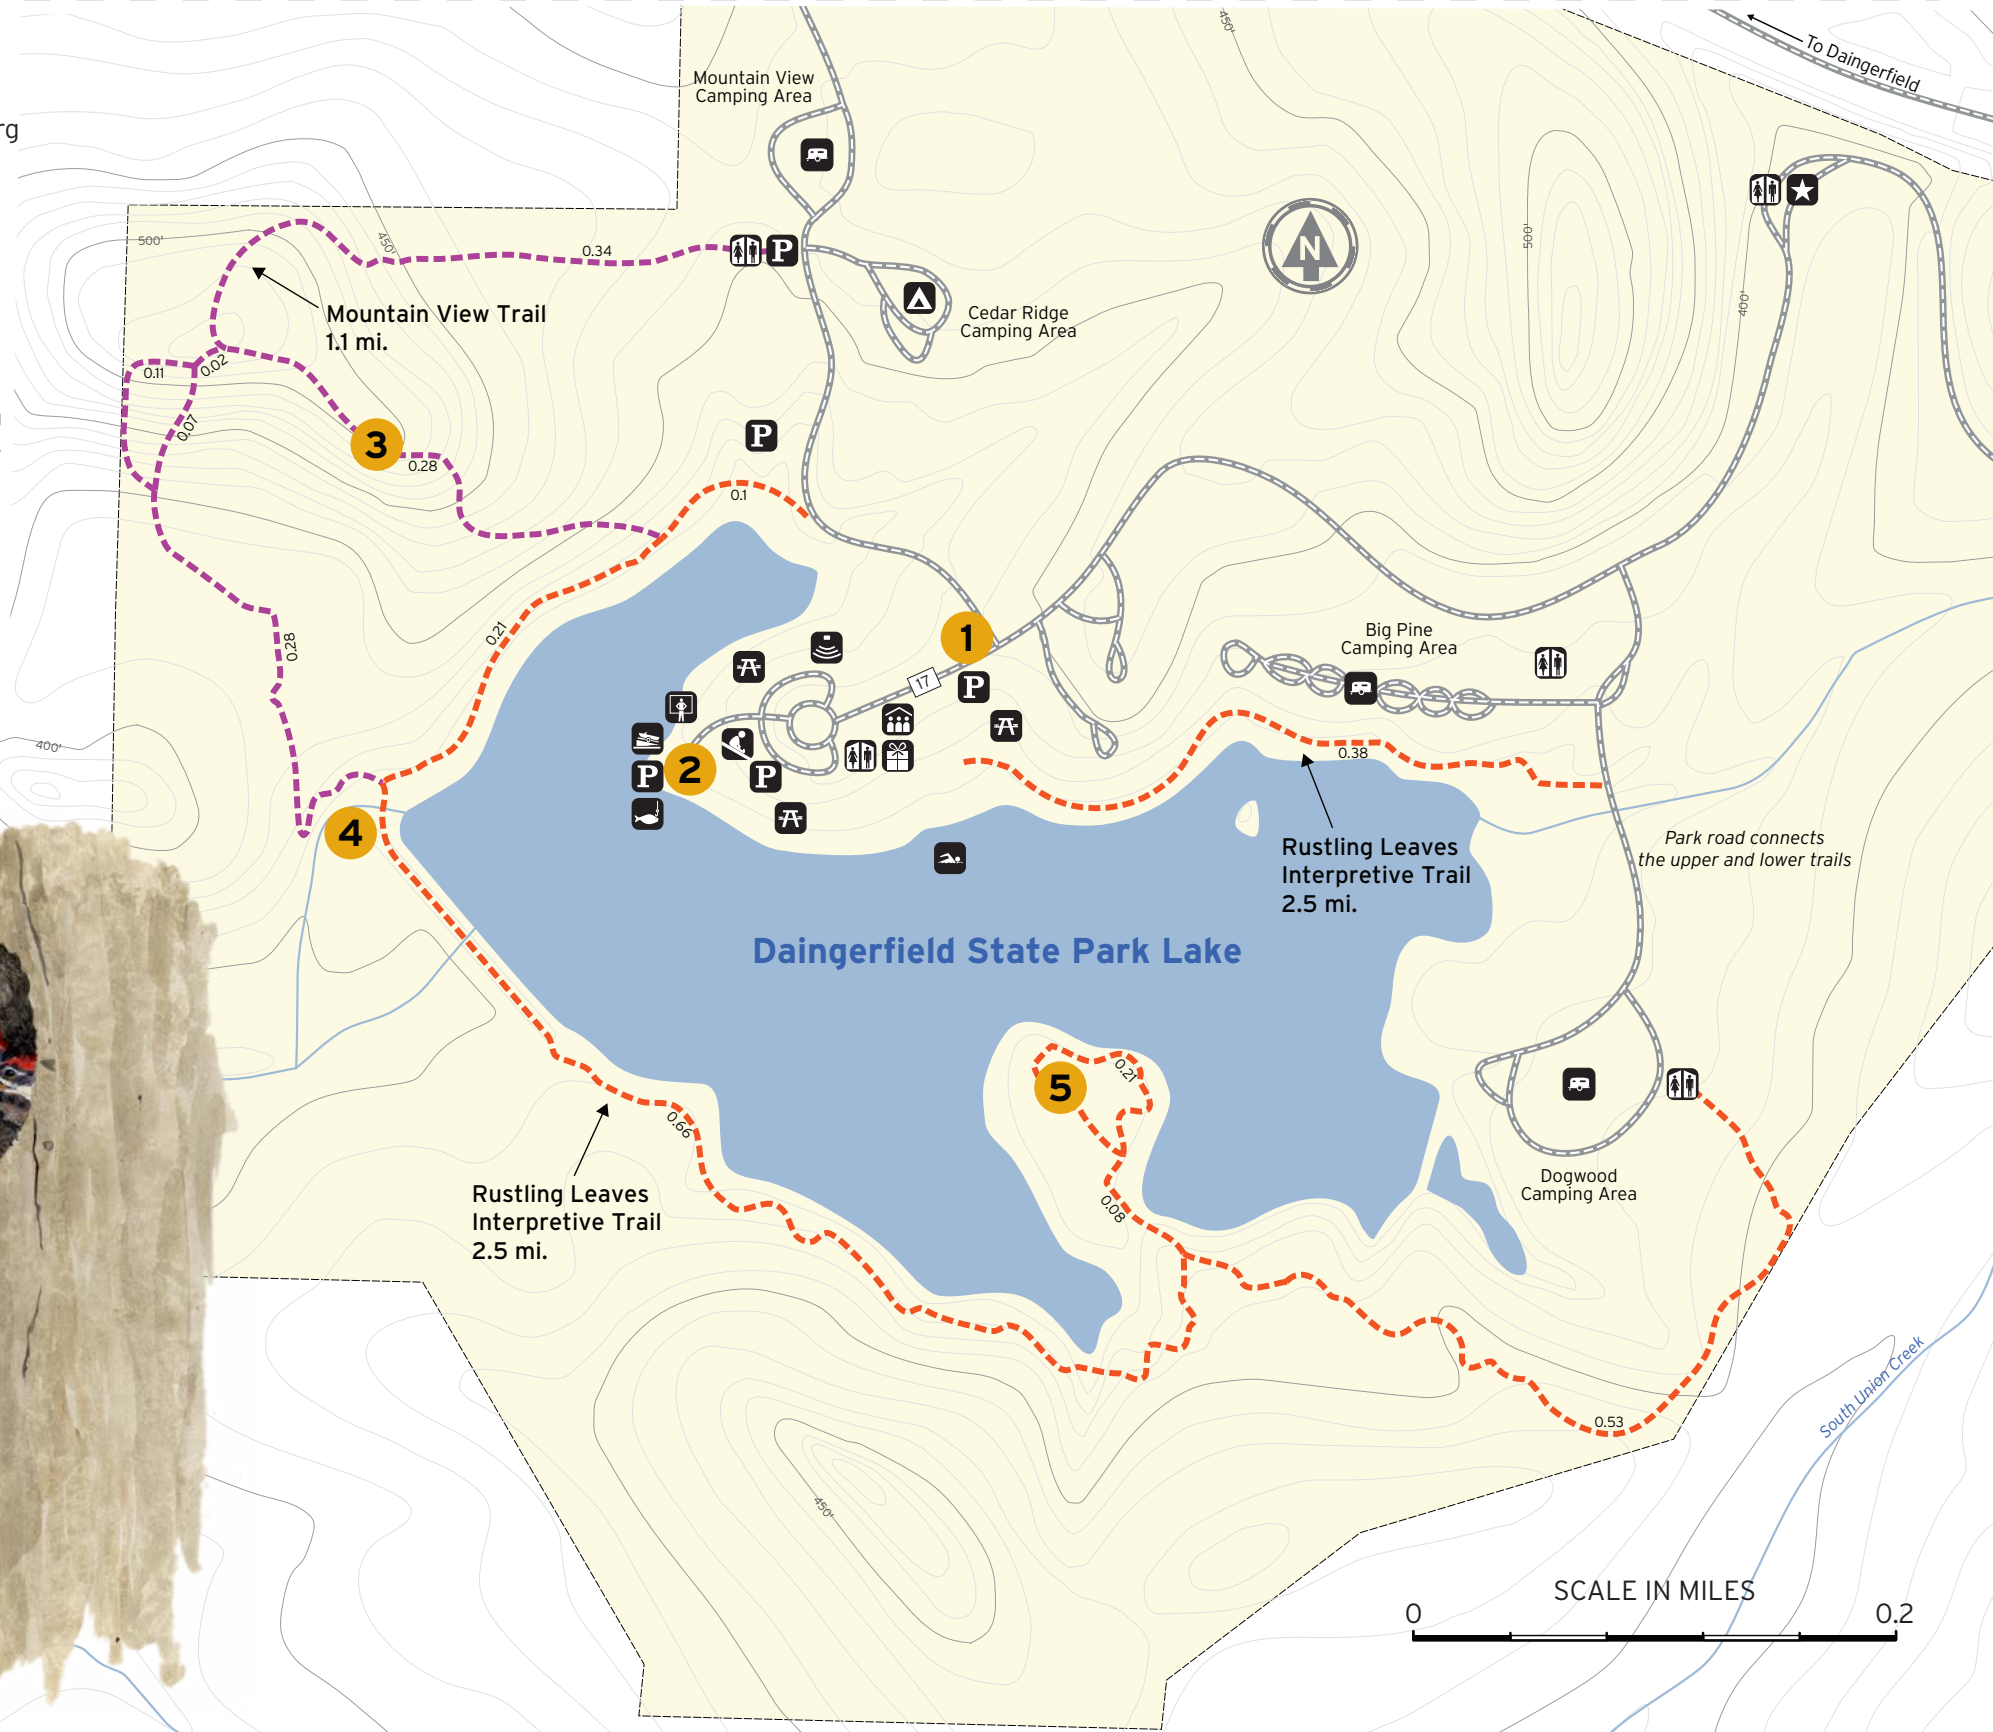 To Daingerfield
450'
Mountain View
Camping Area
rg
500'
450'
0.34
P
N
500'
400'
Mountain View Trail
1.1 mi.
Cedar Ridge
Camping Area
0.11
0.02
0.07
3
0.28
P
0.1
0.21
0.28
1
17
P
Big Pine
Camping Area
400'
2
P
P
0.38
4
Rustling Leaves
Interpretive Trail
2.5 mi.
Park road connects
the upper and lower trails
Daingerfield State Park Lake
5
0.21
0.66
0.08
Rustling Leaves
Interpretive Trail
2.5 mi.
Dogwood
Camping Area
0.53
South Union Creek
450'
SCALE IN MILES
0 0.2